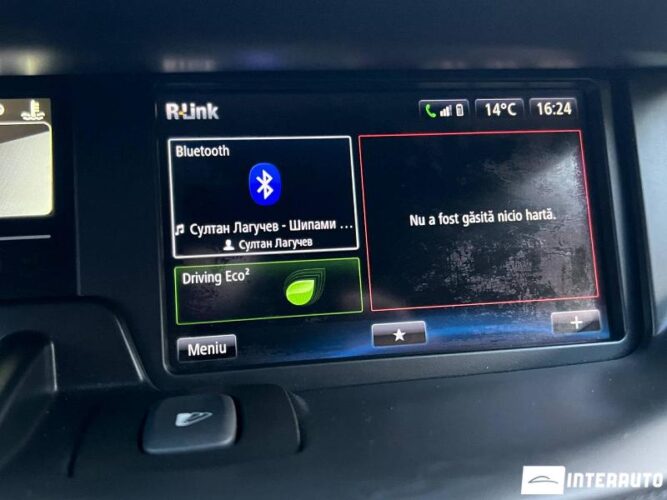 R-Link
14°C
16:24
Bluetooth
Султан Лагучев - Шипами ...
Султан Лагучев
Nu a fost găsită nicio hartă.
Driving Eco²
Meniu
+
INTERAUTO